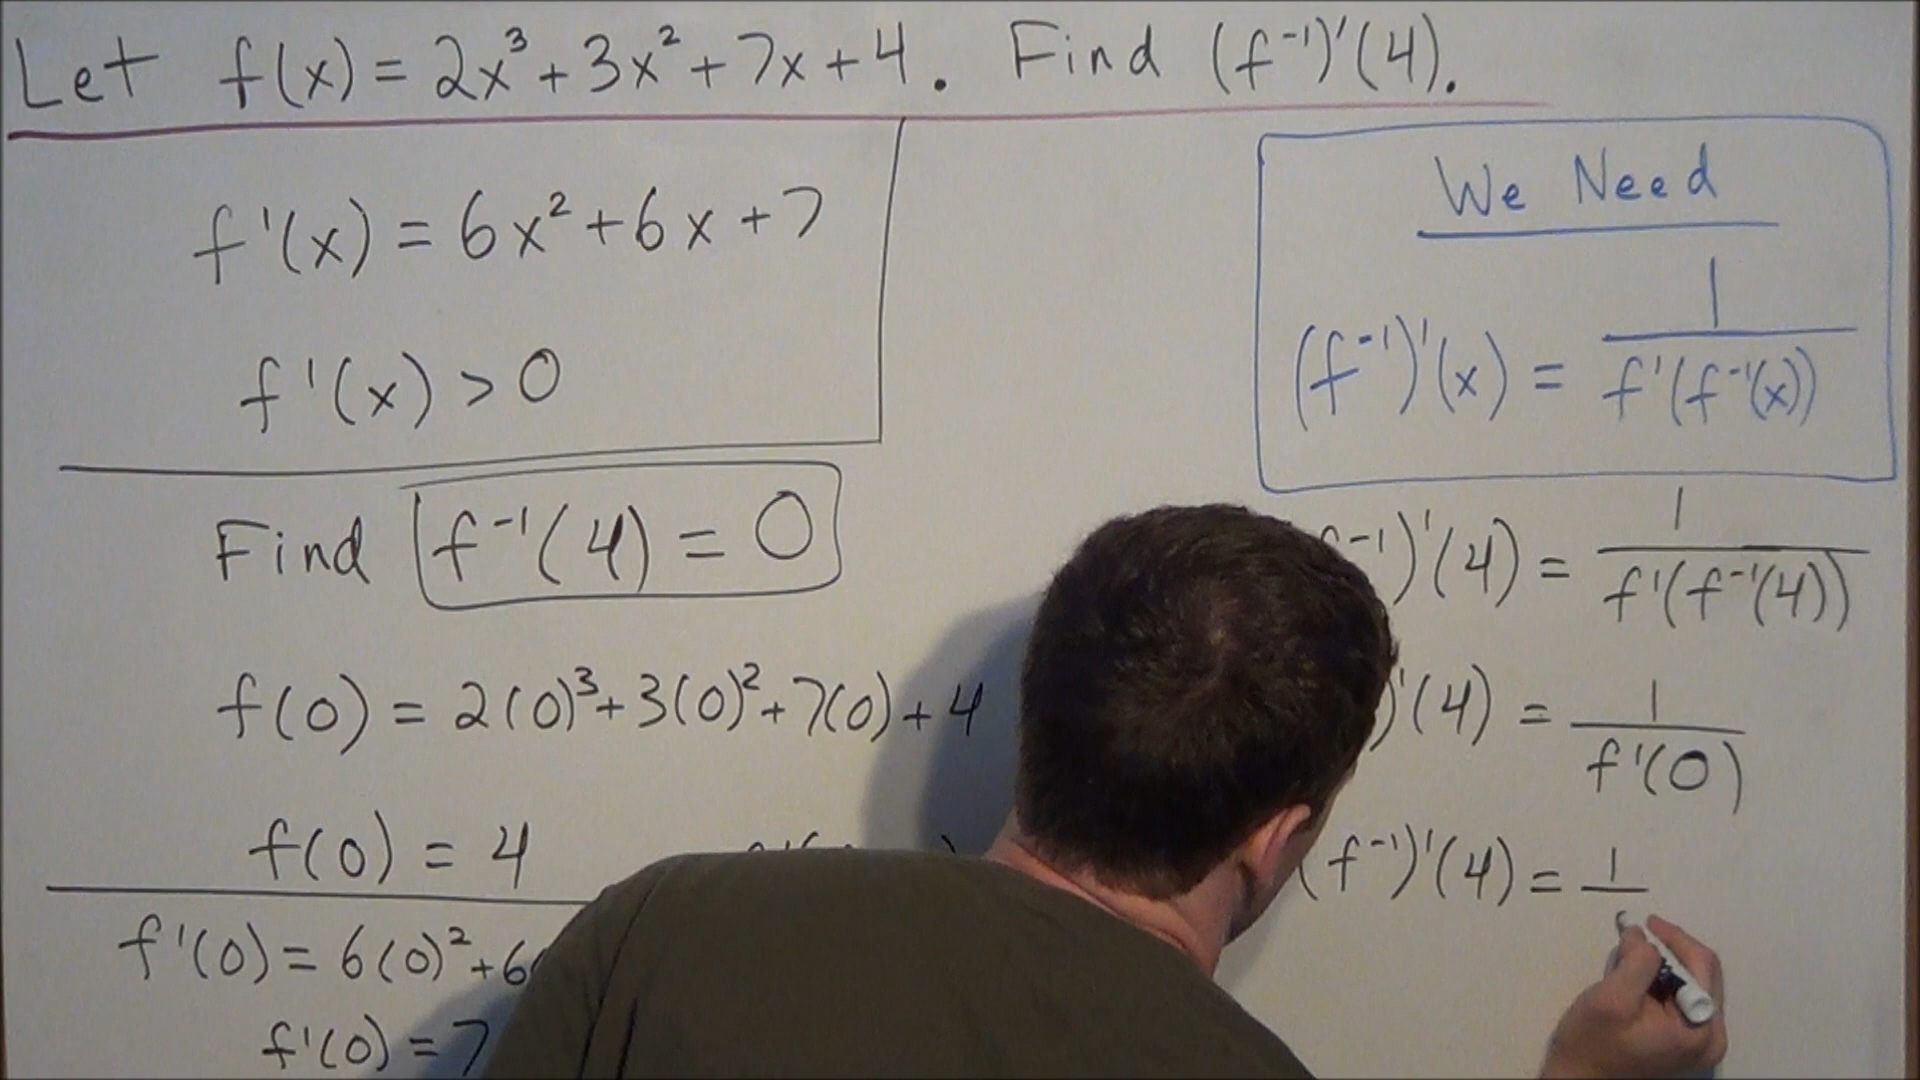 Let f(x) = 2x³ + 3x² + 7x + 4. Find (f⁻¹)'(4).
f'(x) = 6x² + 6x + 7
f'(x) > 0
Find f⁻¹(4) = 0
f(0) = 2(0)³ + 3(0)² + 7(0) + 4
f(0) = 4
f'(0) = 6(0)² + 6
f'(0) = 7
We Need
(f⁻¹)'(x) = 1 / f'(f⁻¹(x))
⁻¹)'(4) = 1 / f'(f⁻¹(4))
)'(4) = 1 / f'(0)
(f⁻¹)'(4) = 1 /